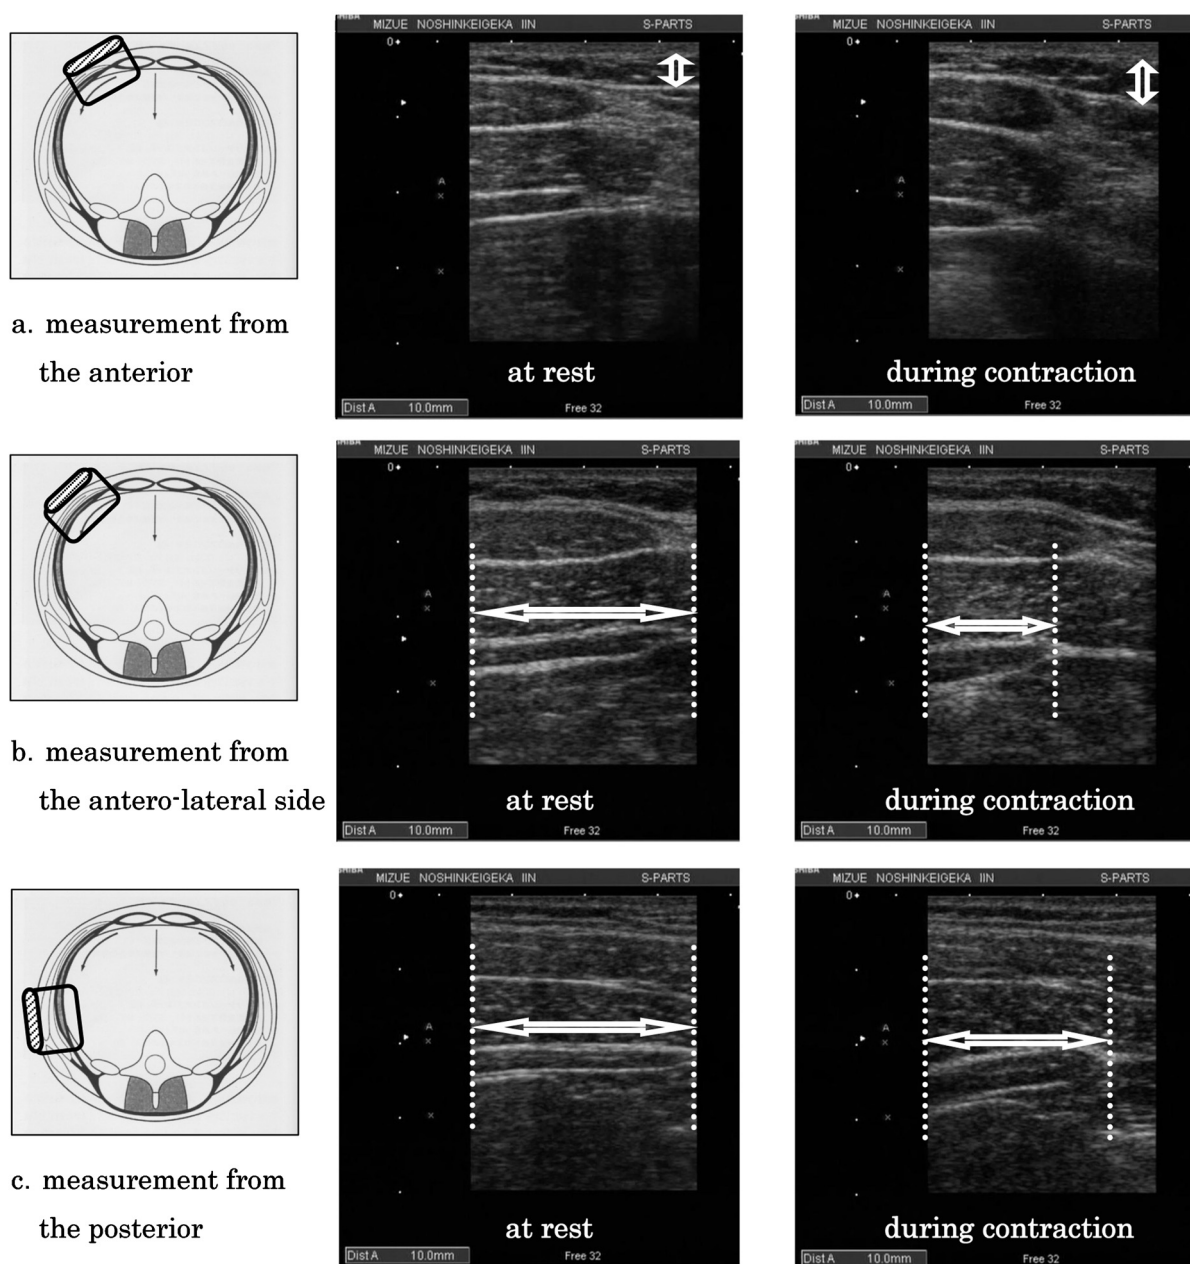 MIZUE NOSHINKEIGEKA IIN S-PARTS
MIZUE NOSHINKEIGEKA IIN S-PARTS
0
0
A
A
a. measurement from
the anterior
at rest
during contraction
Dist A 10.0mm Free 32
Dist A 10.0mm Free 32
MIZUE NOSHINKEIGEKA IIN S-PARTS
MIZUE NOSHINKEIGEKA IIN S-PARTS
0
0
A
A
b. measurement from
the antero-lateral side
at rest
during contraction
Dist A 10.0mm Free 32
Dist A 10.0mm Free 32
MIZUE NOSHINKEIGEKA IIN S-PARTS
MIZUE NOSHINKEIGEKA IIN S-PARTS
0
0
A
A
c. measurement from
the posterior
at rest
during contraction
Dist A 10.0mm Free 32
Dist A 10.0mm Free 32